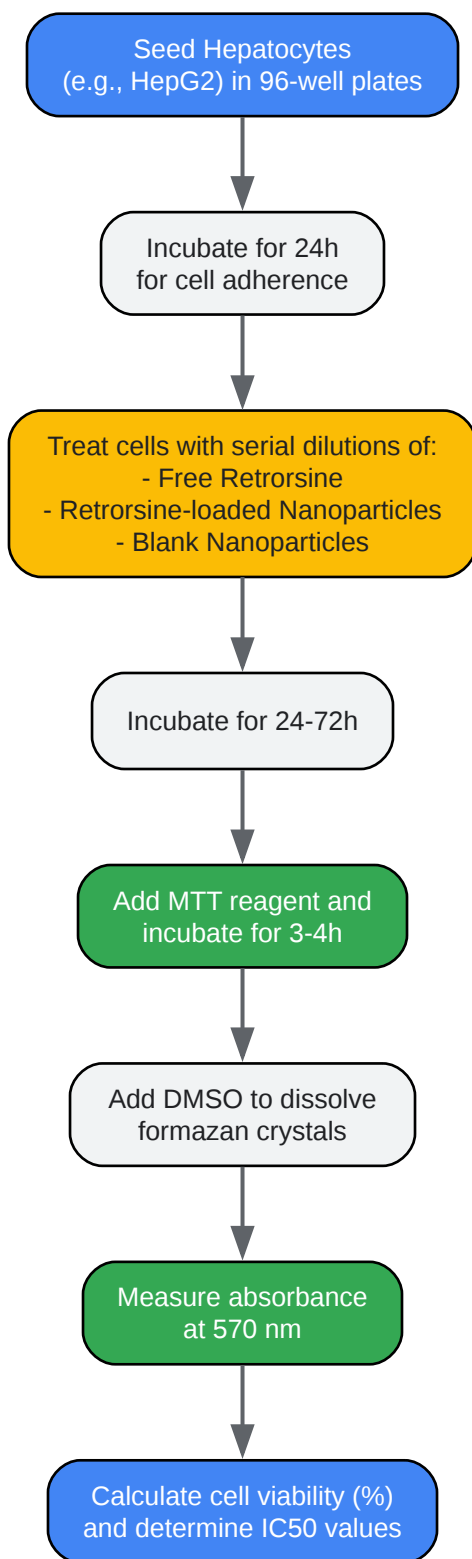 Seed Hepatocytes
(e.g., HepG2) in 96-well plates
Incubate for 24h
for cell adherence
Treat cells with serial dilutions of:
- Free Retrorsine
- Retrorsine-loaded Nanoparticles
- Blank Nanoparticles
Incubate for 24-72h
Add MTT reagent and
incubate for 3-4h
Add DMSO to dissolve
formazan crystals
Measure absorbance
at 570 nm
Calculate cell viability (%)
and determine IC50 values